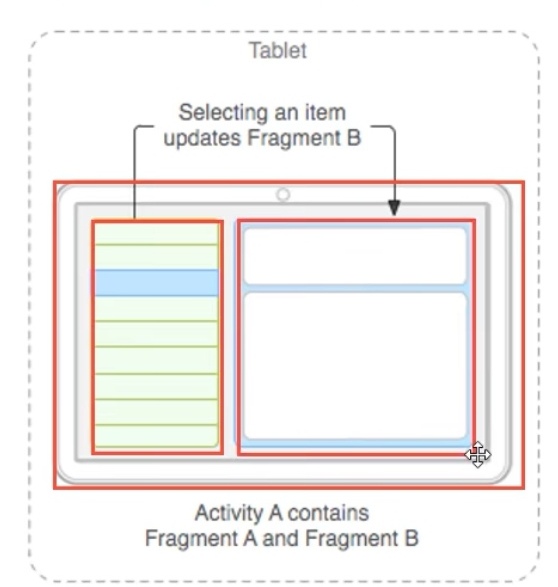 Tablet
Selecting an item
updates Fragment B
Activity A contains
Fragment A and Fragment B